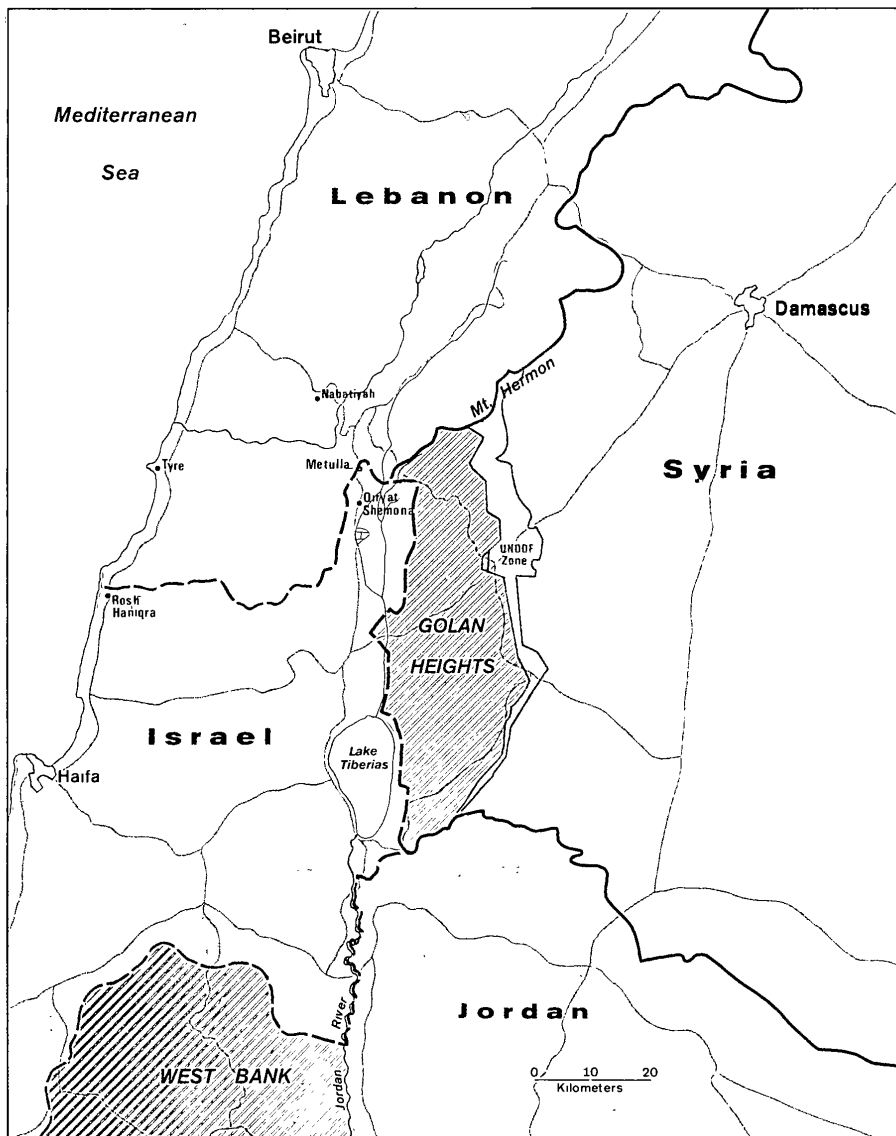 Beirut
Mediterranean
Sea
Lebanon
Damascus
Mt. Hermon
Nabatiyah
Syria
Tyre
Metulla
Qiryat
Shemona
UNDOF
Zone
Rosh
Haniqra
GOLAN
HEIGHTS
Israel
Lake
Tiberias
Haifa
Jordan
River
Jordan
WEST BANK
0 10 20
Kilometers